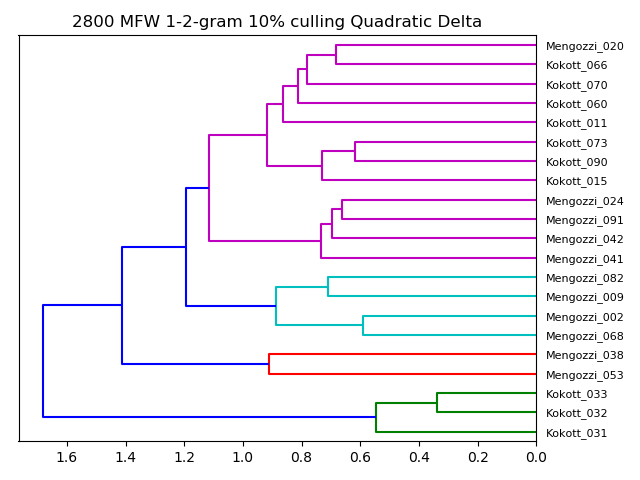 2800 MFW 1-2-gram 10% culling Quadratic Delta
Mengozzi_020
Kokott_066
Kokott_070
Kokott_060
Kokott_011
Kokott_073
Kokott_090
Kokott_015
Mengozzi_024
Mengozzi_091
Mengozzi_042
Mengozzi_041
Mengozzi_082
Mengozzi_009
Mengozzi_002
Mengozzi_068
Mengozzi_038
Mengozzi_053
Kokott_033
Kokott_032
Kokott_031
1.6 1.4 1.2 1.0 0.8 0.6 0.4 0.2 0.0